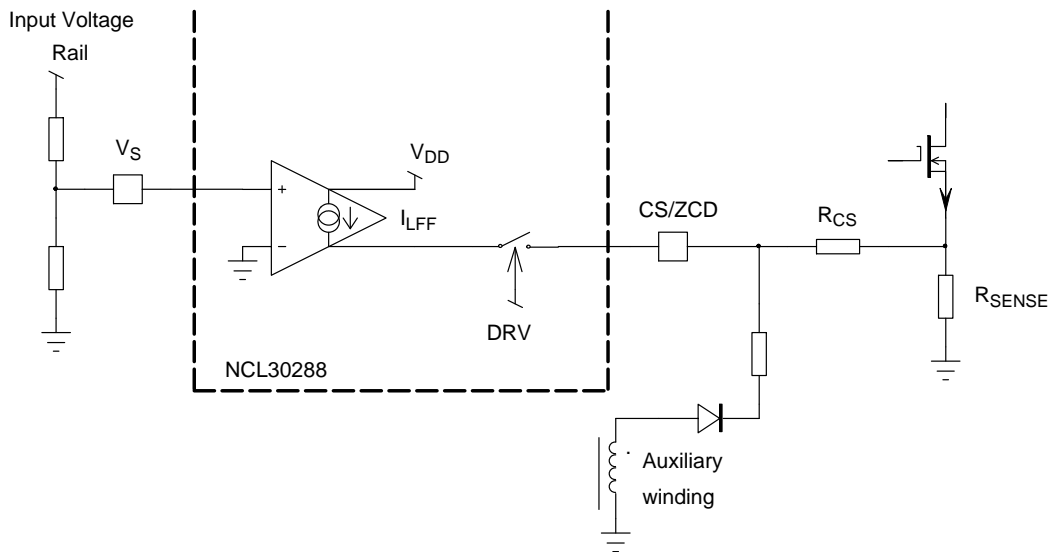 Input Voltage
Rail
VS
+
−
VDD
ILFF
DRV
NCL30288
CS/ZCD
RCS
RSENSE
Auxiliary
winding